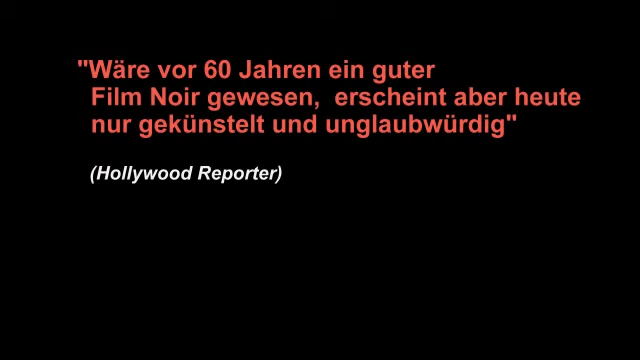 "Wäre vor 60 Jahren ein guter
Film Noir gewesen,  erscheint aber heute
nur gekünstelt und unglaubwürdig"
(Hollywood Reporter)